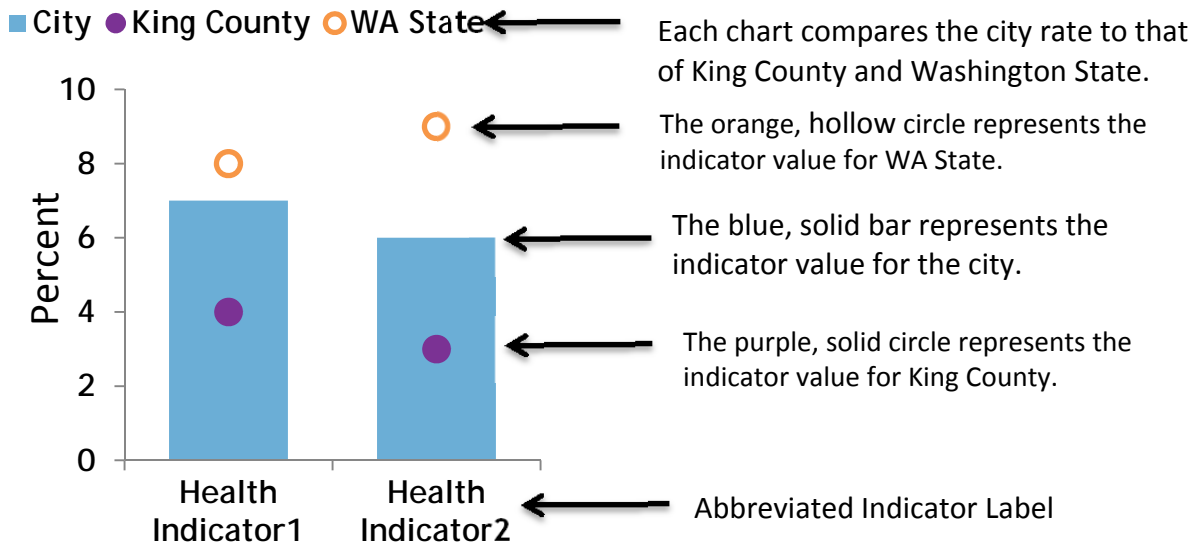 City King County WA State
Each chart compares the city rate to that
of King County and Washington State.
10
The orange, hollow circle represents the
indicator value for WA State.
8
Percent
6
The blue, solid bar represents the
indicator value for the city.
4
The purple, solid circle represents the
indicator value for King County.
2
0
Health
Indicator1
Health
Indicator2
Abbreviated Indicator Label